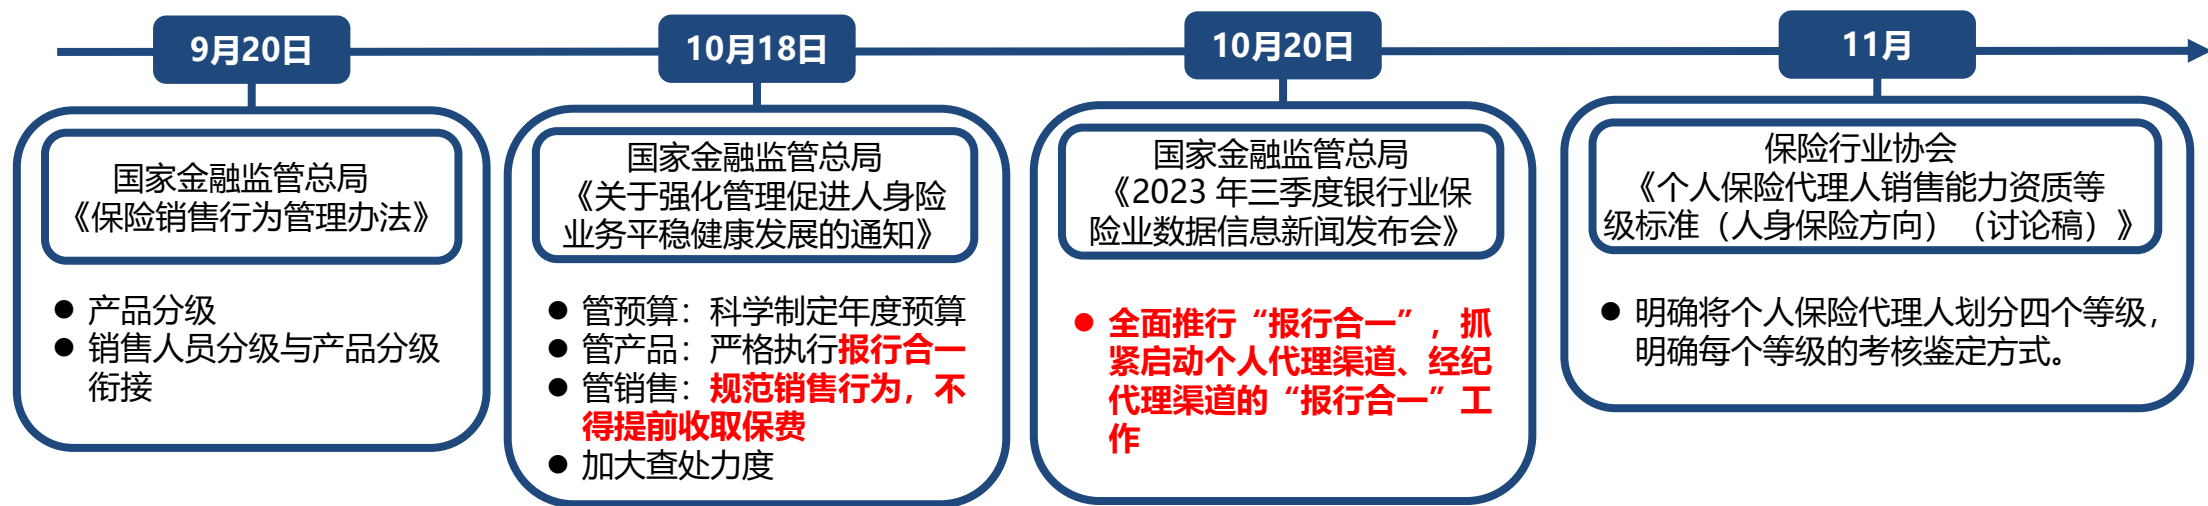 9月20日
国家金融监管总局
《保险销售行为管理办法》
● 产品分级
● 销售人员分级与产品分级
衔接
10月18日
国家金融监管总局
《关于强化管理促进人身险
业务平稳健康发展的通知》
● 管预算：科学制定年度预算
● 管产品：严格执行报行合一
● 管销售：规范销售行为，不
得提前收取保费
● 加大查处力度
10月20日
国家金融监管总局
《2023 年三季度银行业保
险业数据信息新闻发布会》
● 全面推行“报行合一”，抓
紧启动个人代理渠道、经纪
代理渠道的“报行合一”工
作
11月
保险行业协会
《个人保险代理人销售能力资质等
级标准（人身保险方向）（讨论稿）》
● 明确将个人保险代理人划分四个等级，
明确每个等级的考核鉴定方式。